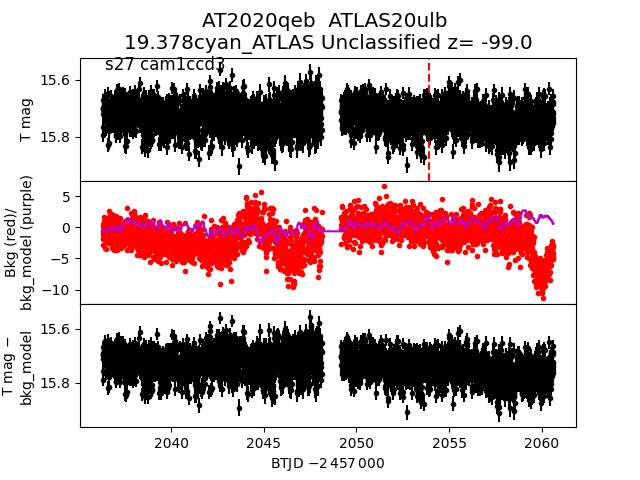 AT2020qeb  ATLAS20ulb
19.378cyan_ATLAS Unclassified z= -99.0
s27 cam1ccd3
15.6
15.8
T mag
5
0
−5
−10
Bkg (red)/
bkg_model (purple)
15.6
15.8
T mag −
bkg_model
2040
2045
2050
2055
2060
BTJD −2 457 000